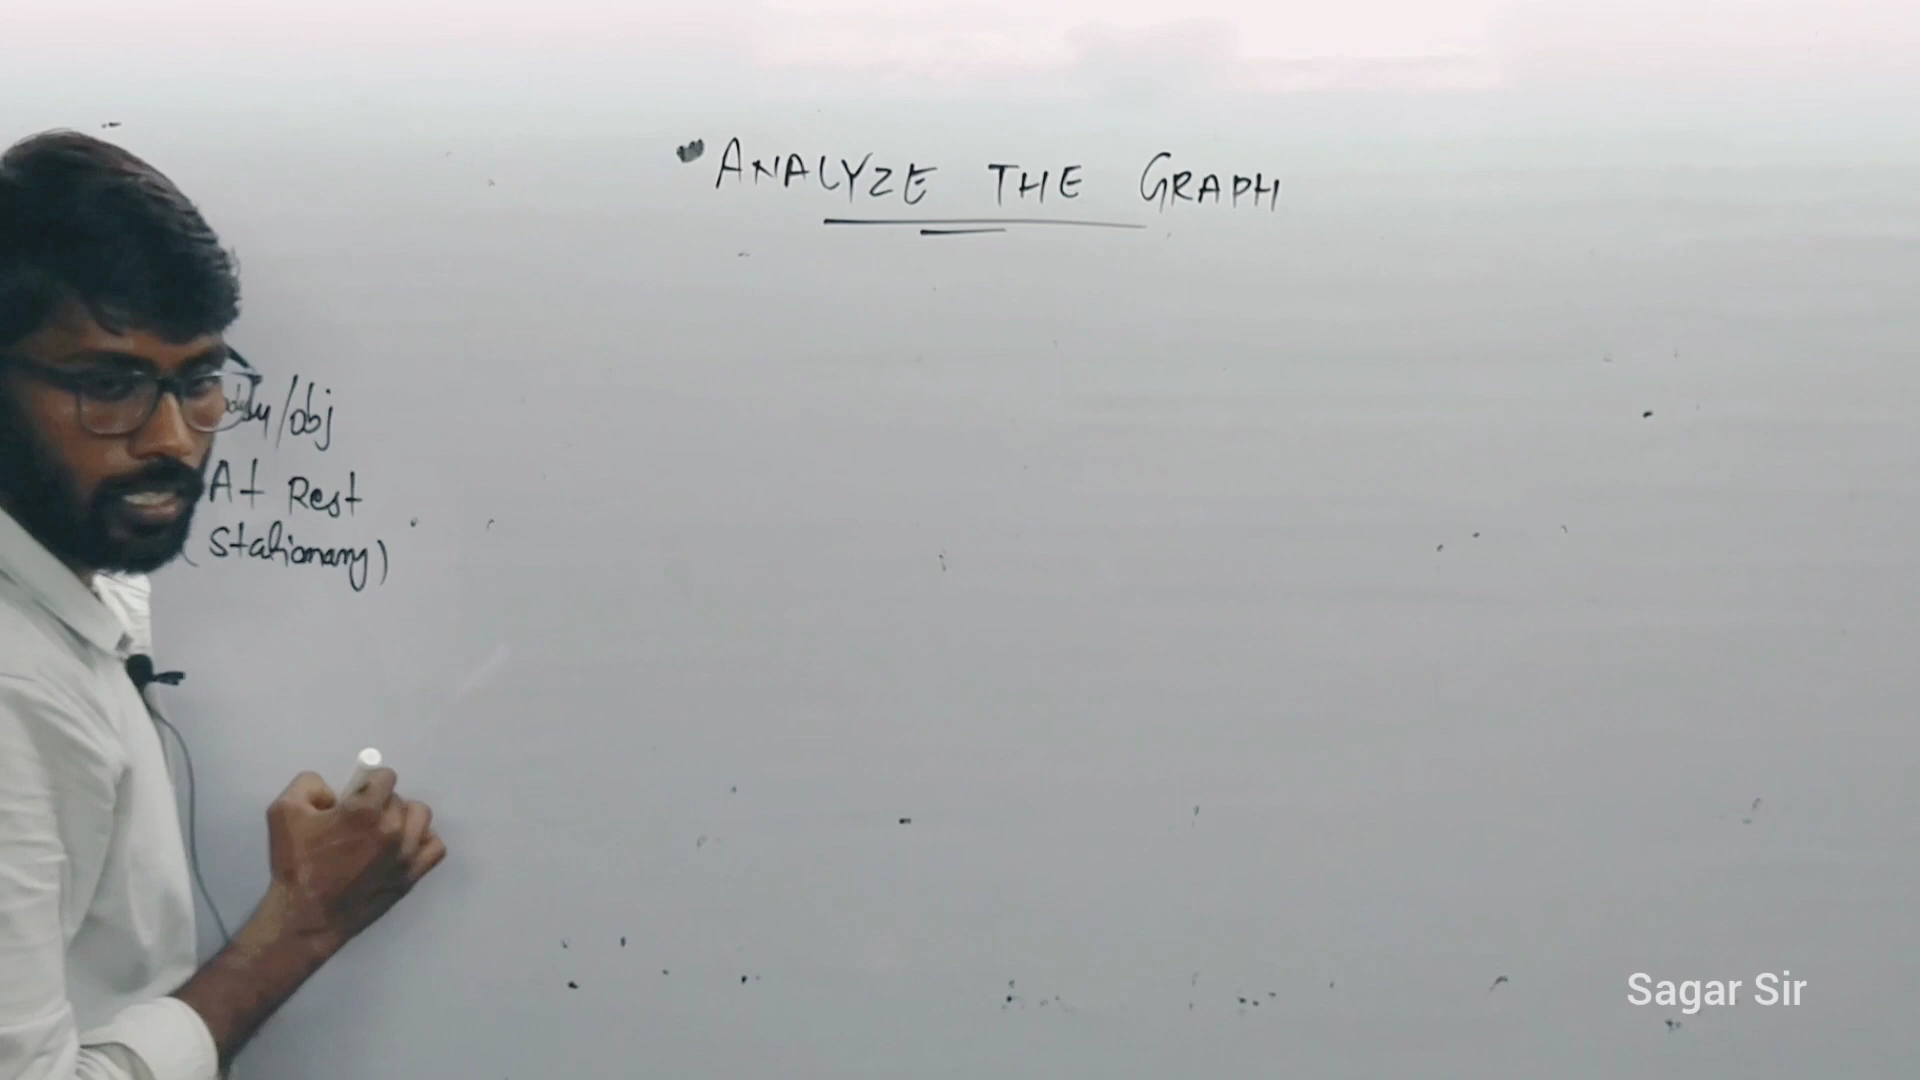 ANALYZE THE GRAPH
/obj
At Rest
(stationary)
Sagar Sir